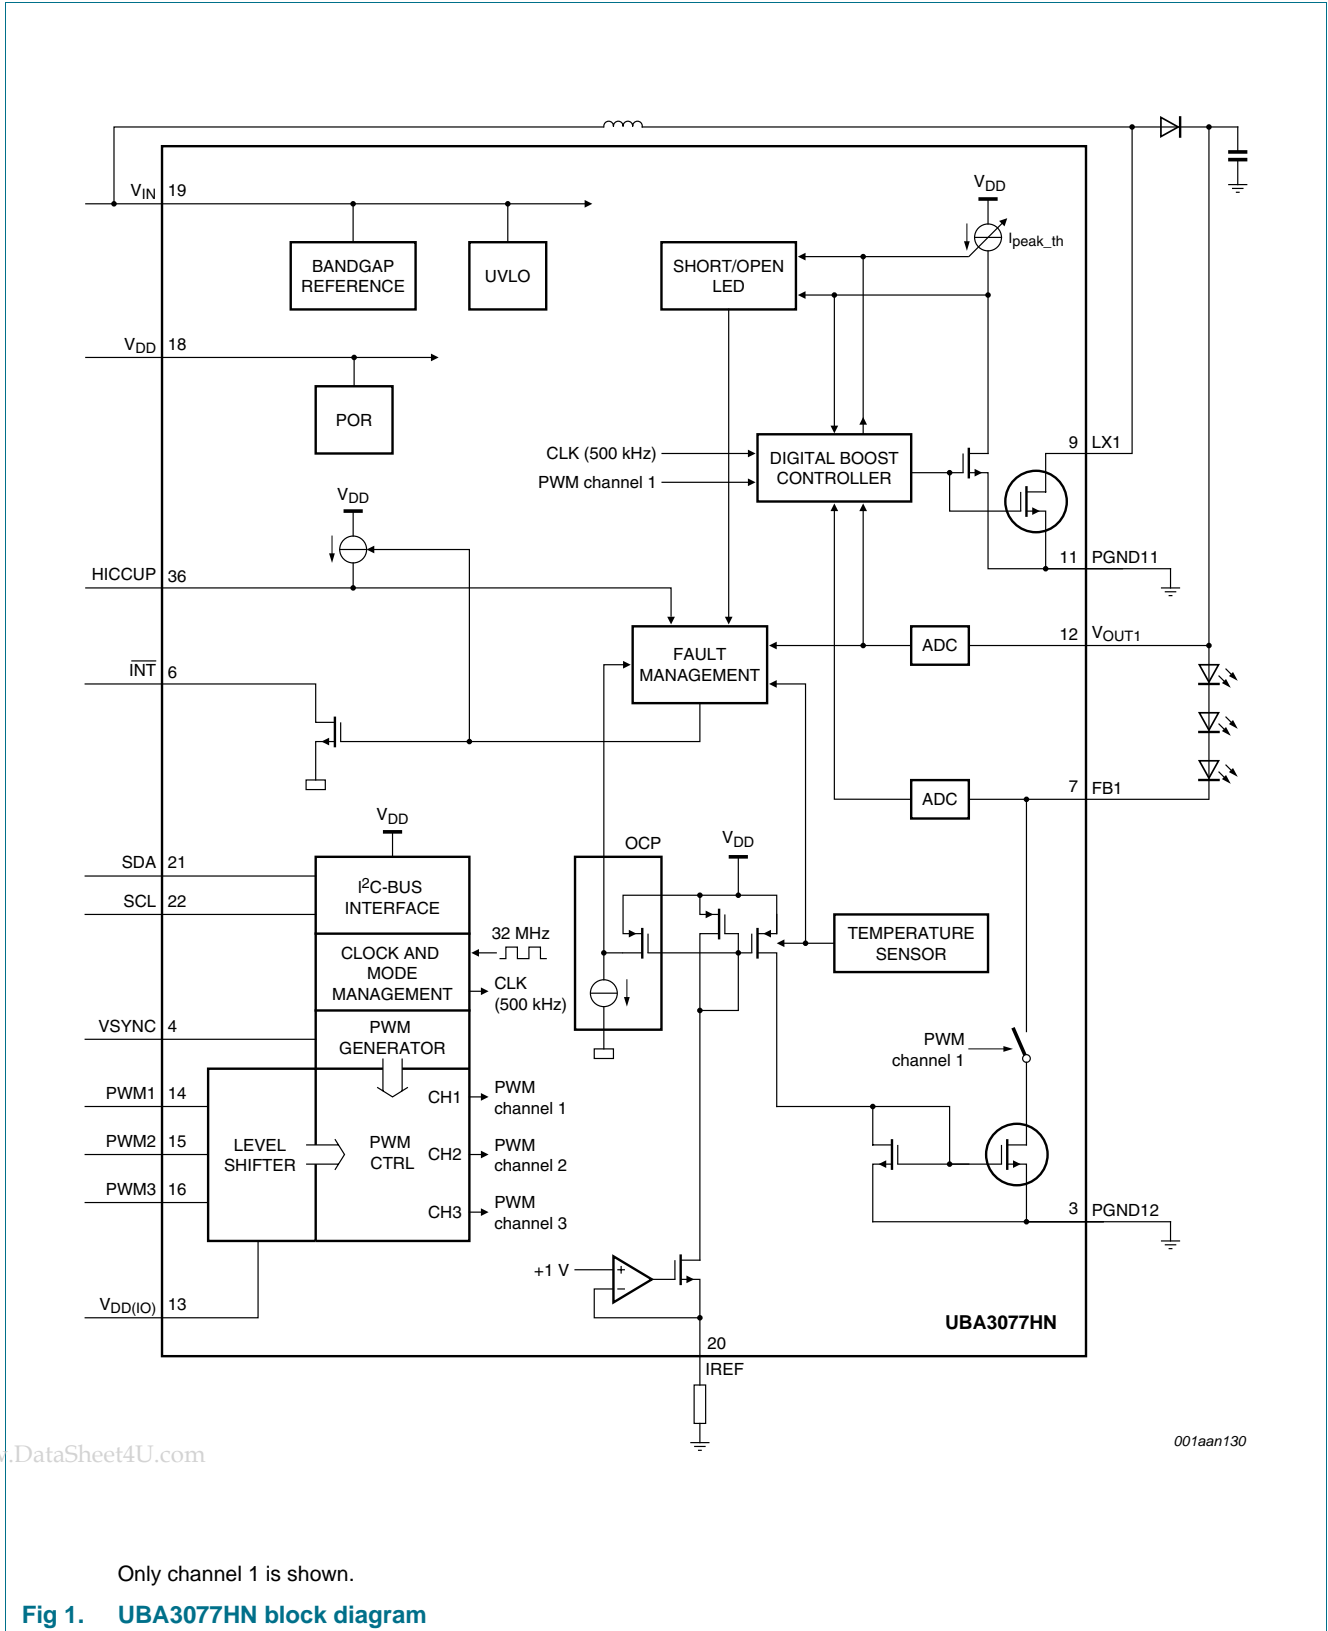 VIN 19
BANDGAP
REFERENCE
UVLO
SHORT/OPEN
LED
VDD
Ipeak_th
VDD 18
POR
CLK (500 kHz)
PWM channel 1
DIGITAL BOOST
CONTROLLER
9 LX1
VDD
11 PGND11
HICCUP 36
FAULT
MANAGEMENT
ADC
12 VOUT1
INT 6
ADC
7 FB1
VDD
OCP
VDD
SDA 21
SCL 22
I2C-BUS
INTERFACE
32 MHz
CLOCK AND
MODE
MANAGEMENT
CLK
(500 kHz)
TEMPERATURE
SENSOR
VSYNC 4
PWM
GENERATOR
PWM
channel 1
PWM1 14
PWM2 15
PWM3 16
LEVEL
SHIFTER
PWM
CTRL
CH1
PWM
channel 1
CH2
PWM
channel 2
CH3
PWM
channel 3
3 PGND12
+1 V
+
−
VDD(IO) 13
UBA3077HN
20
IREF
001aan130
w.DataSheet4U.com
Only channel 1 is shown.
Fig 1. UBA3077HN block diagram